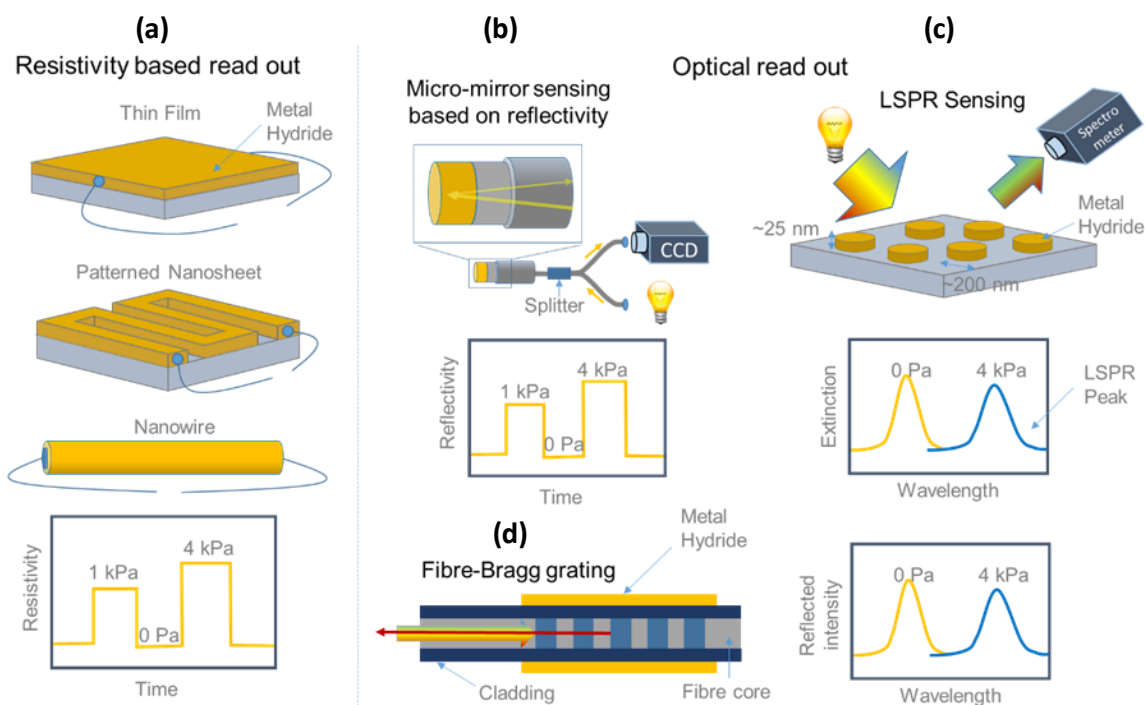 (a)
Resistivity based read out
Thin Film
Metal
Hydride
Patterned Nanosheet
Nanowire
Resistivity
1 kPa
0 Pa
4 kPa
Time
(b)
Optical read out
Micro-mirror sensing
based on reflectivity
CCD
Splitter
Reflectivity
1 kPa
0 Pa
4 kPa
Time
(c)
LSPR Sensing
Spectro
meter
~25 nm
Metal
Hydride
~200 nm
Extinction
0 Pa
4 kPa
LSPR
Peak
Wavelength
(d)
Fibre-Bragg grating
Metal
Hydride
Cladding
Fibre core
Reflected
intensity
0 Pa
4 kPa
Wavelength